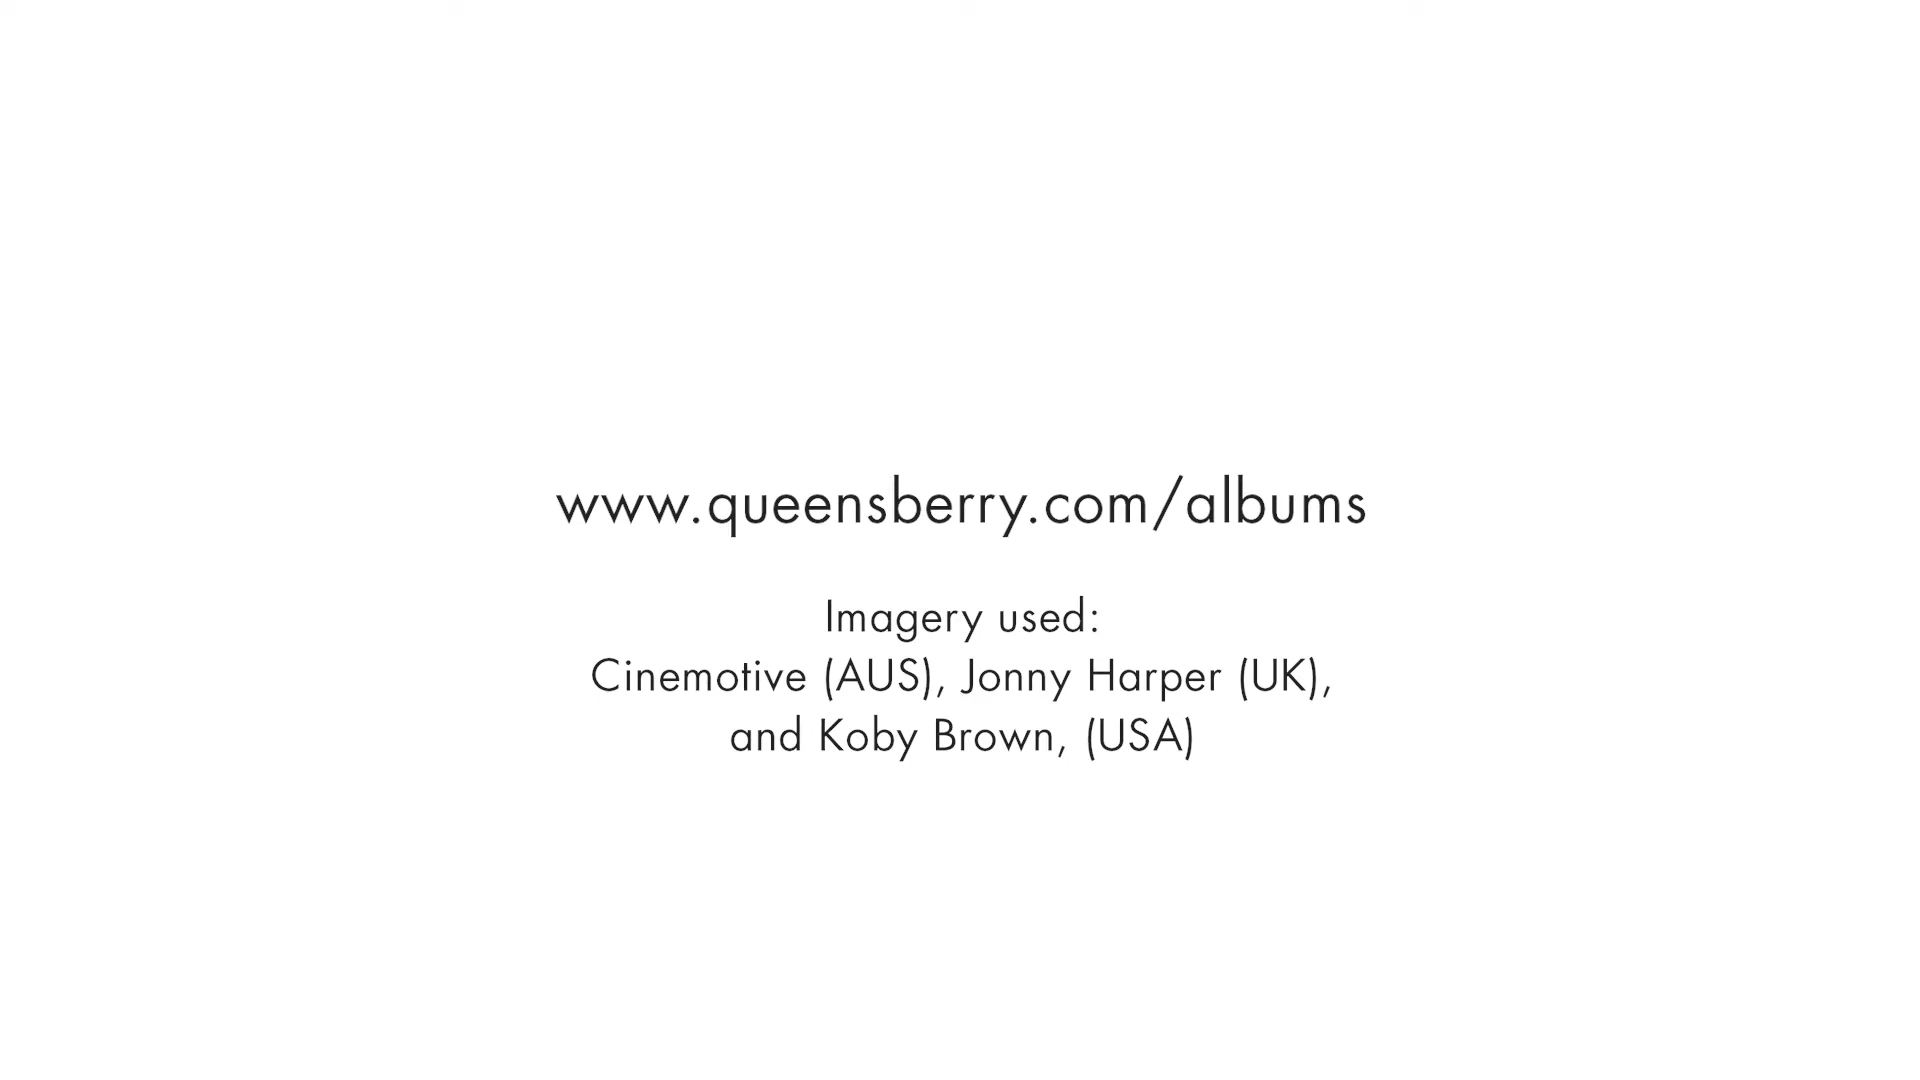 www.queensberry.com/albums
Imagery used:
Cinemotive (AUS), Jonny Harper (UK),
and Koby Brown, (USA)